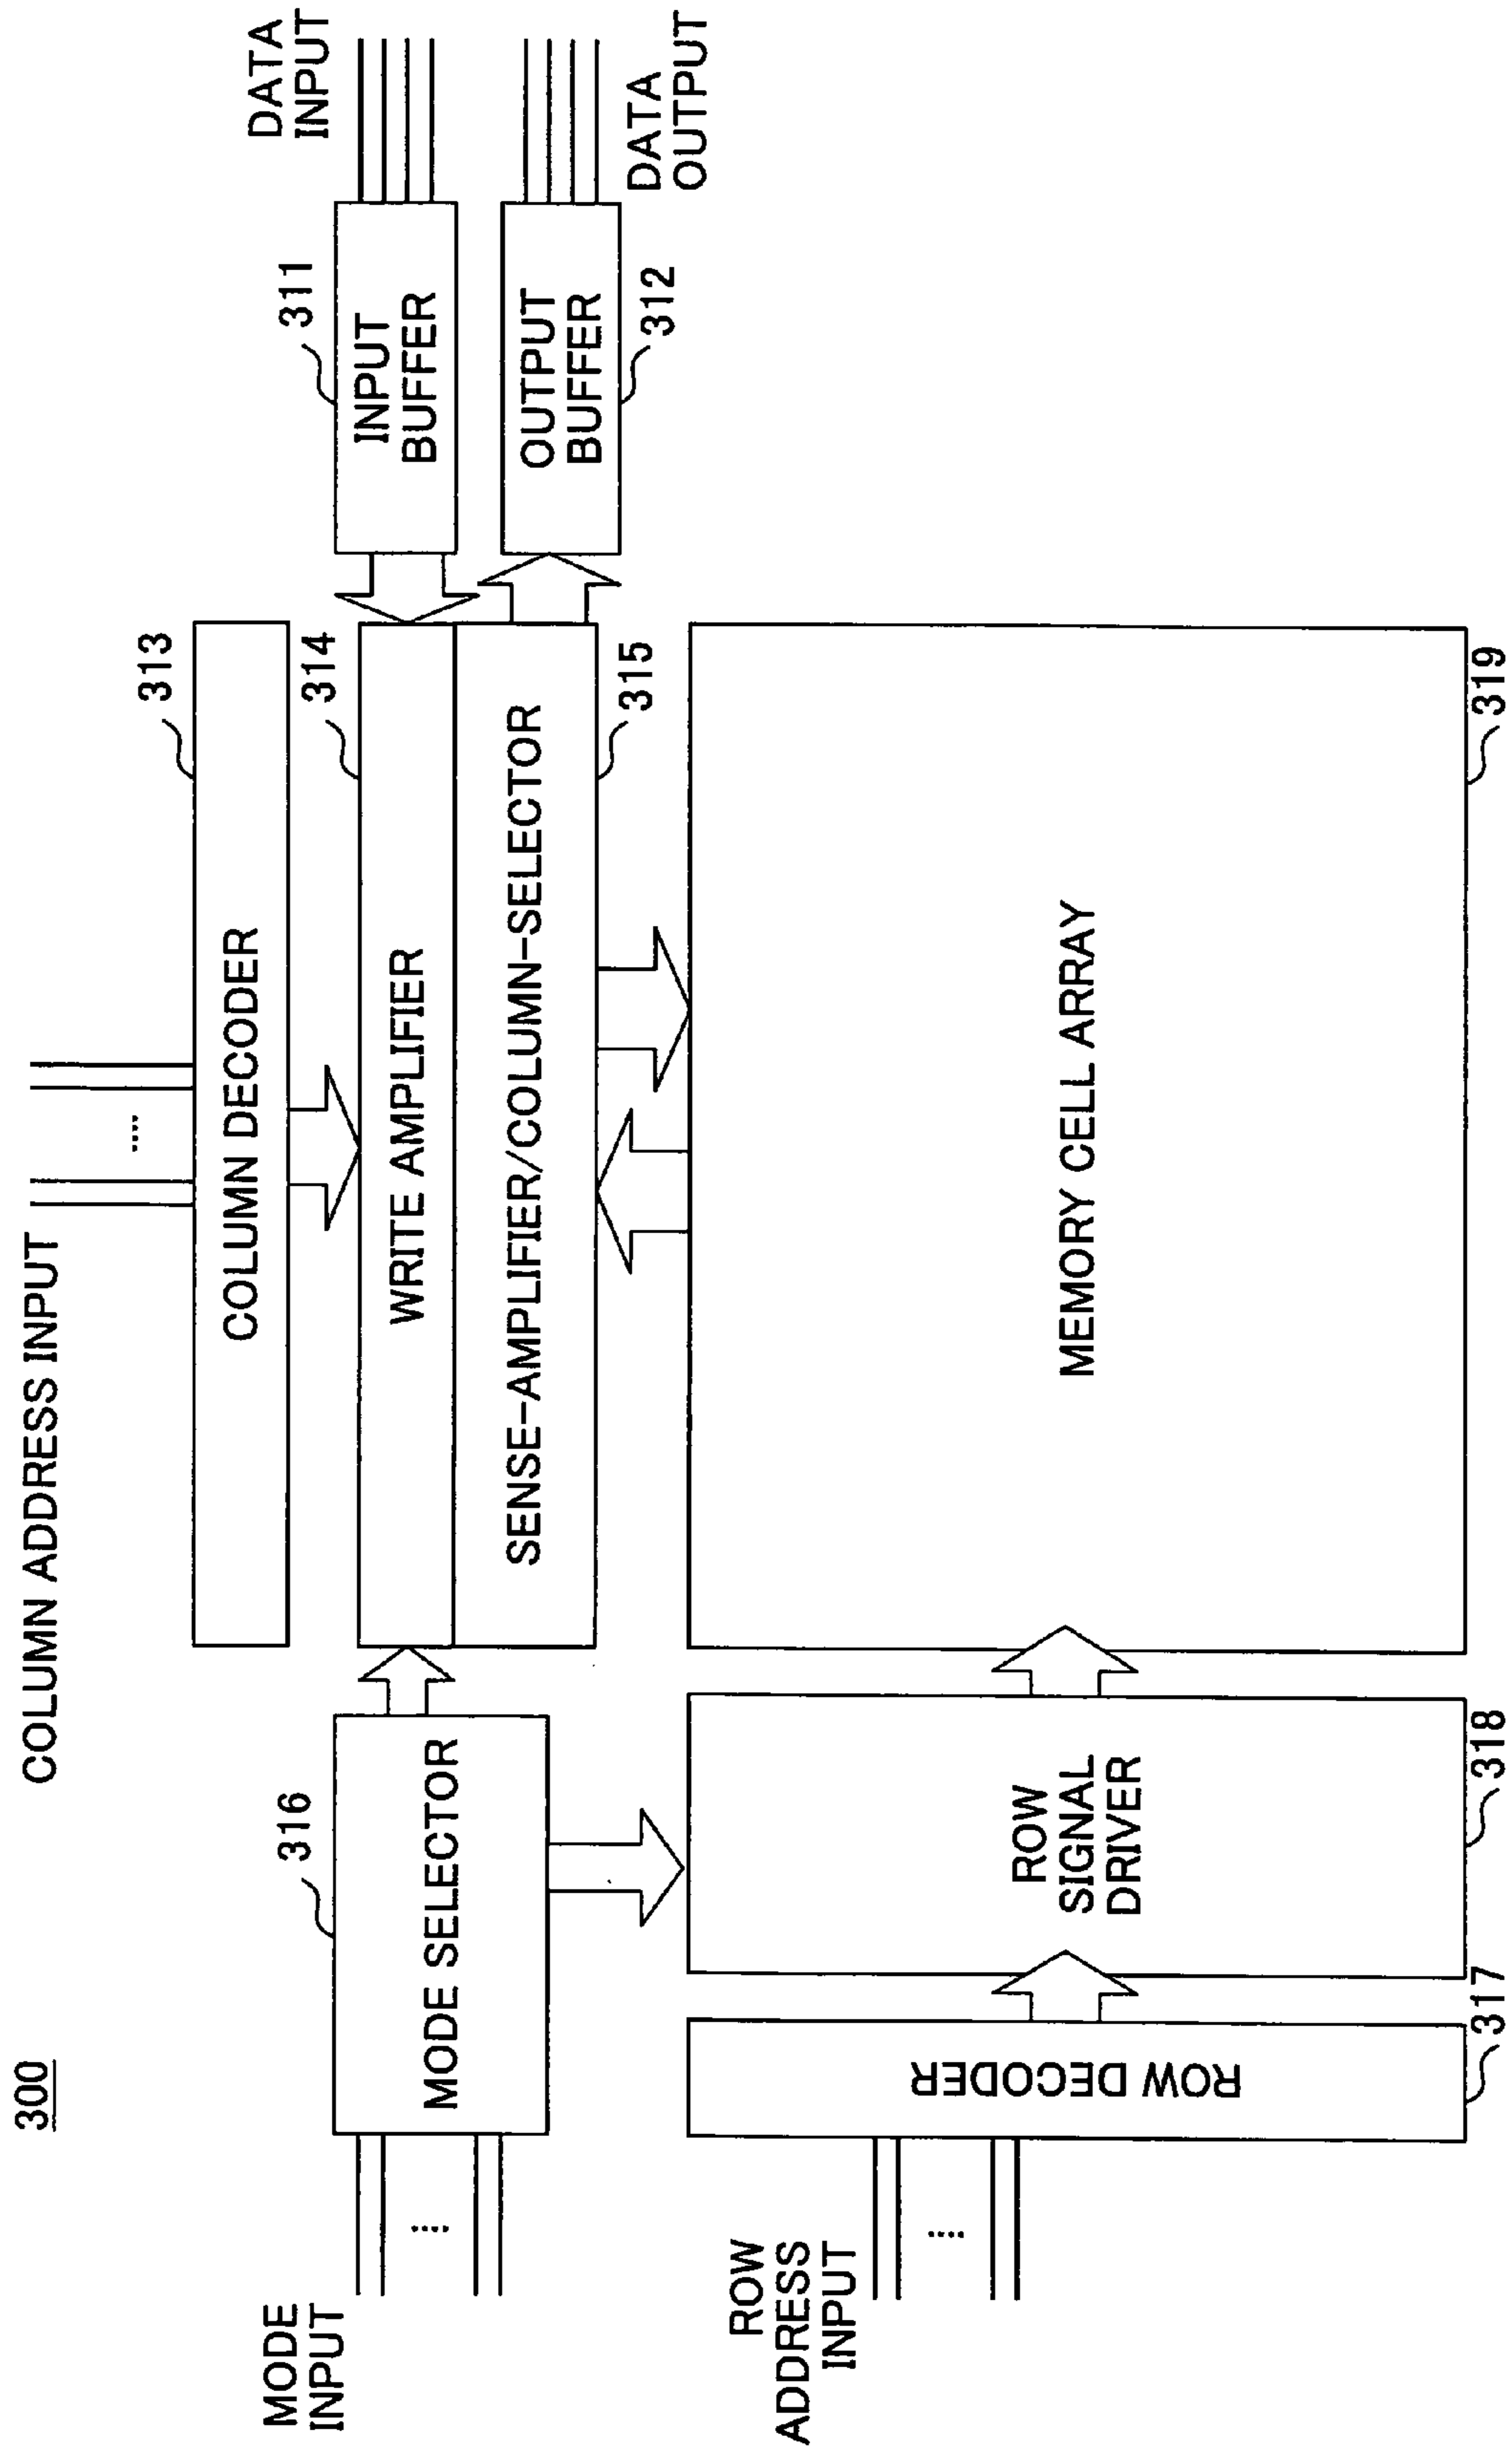 300
COLUMN ADDRESS INPUT
....
313
COLUMN DECODER
DATA
INPUT
311
INPUT
BUFFER
314
WRITE AMPLIFIER
SENSE-AMPLIFIER/COLUMN-SELECTOR
315
OUTPUT
BUFFER
312
DATA
OUTPUT
316
MODE SELECTOR
MODE
INPUT
....
ROW
ADDRESS
INPUT
....
ROW DECODER
317
ROW
SIGNAL
DRIVER
318
MEMORY CELL ARRAY
319